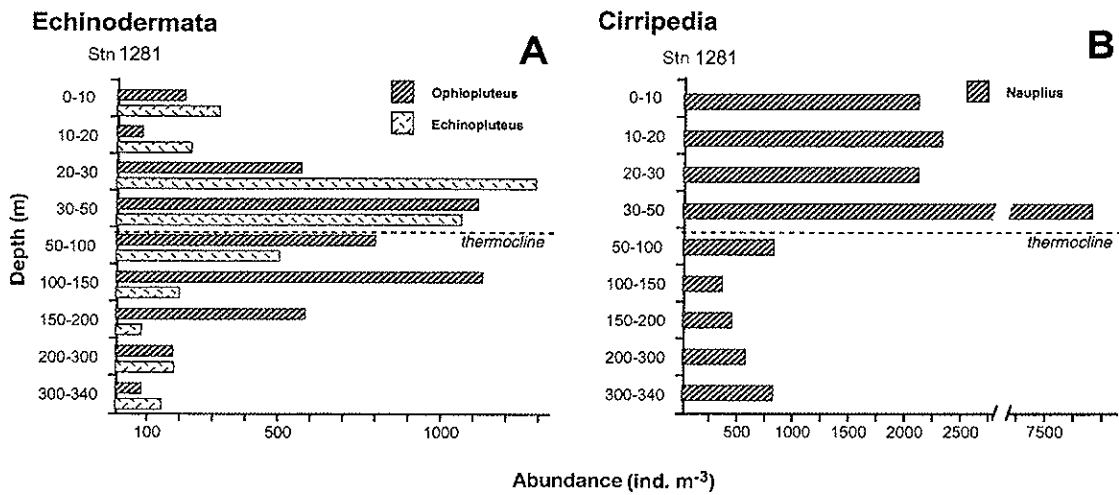 Echinodermata
Stn 1281
A
Ophiopluteus
Echinopluteus
0-10
10-20
20-30
30-50
50-100
100-150
150-200
200-300
300-340
Depth (m)
thermocline
100 500 1000
Cirripedia
Stn 1281
B
Nauplius
0-10
10-20
20-30
30-50
50-100
100-150
150-200
200-300
300-340
thermocline
500 1000 1500 2000 2500 7500
Abundance (ind. m-3)